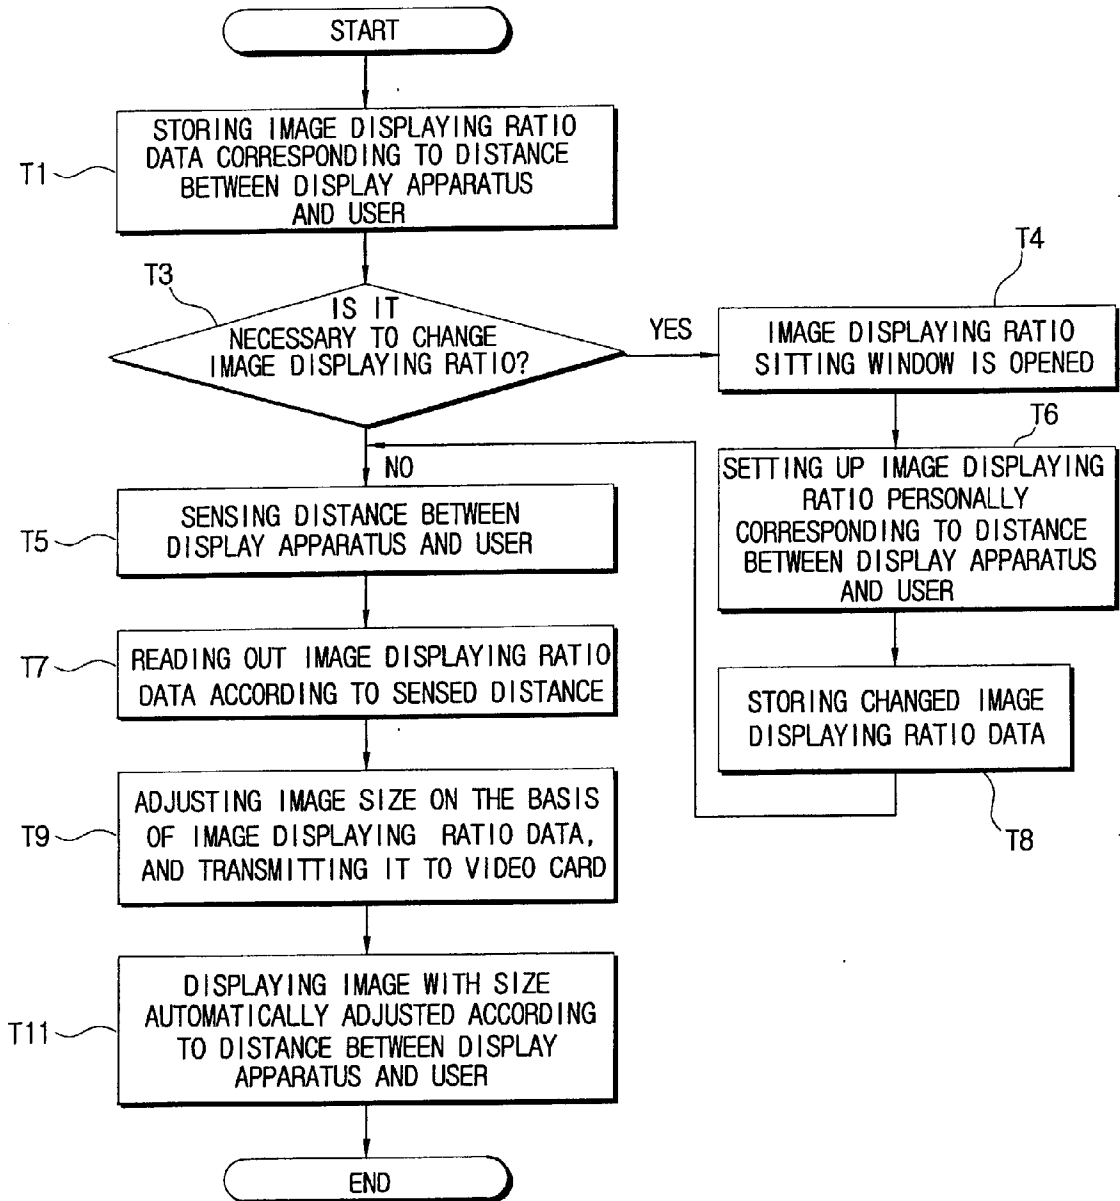 START
T1
STORING IMAGE DISPLAYING RATIO
DATA CORRESPONDING TO DISTANCE
BETWEEN DISPLAY APPARATUS
AND USER
T3
IS IT
NECESSARY TO CHANGE
IMAGE DISPLAYING RATIO?
YES
T4
IMAGE DISPLAYING RATIO
SITTING WINDOW IS OPENED
T6
SETTING UP IMAGE DISPLAYING
RATIO PERSONALLY
CORRESPONDING TO DISTANCE
BETWEEN DISPLAY APPARATUS
AND USER
STORING CHANGED IMAGE
DISPLAYING RATIO DATA
T8
NO
T5
SENSING DISTANCE BETWEEN
DISPLAY APPARATUS AND USER
T7
READING OUT IMAGE DISPLAYING RATIO
DATA ACCORDING TO SENSED DISTANCE
T9
ADJUSTING IMAGE SIZE ON THE BASIS
OF IMAGE DISPLAYING RATIO DATA,
AND TRANSMITTING IT TO VIDEO CARD
T11
DISPLAYING IMAGE WITH SIZE
AUTOMATICALLY ADJUSTED ACCORDING
TO DISTANCE BETWEEN DISPLAY
APPARATUS AND USER
END